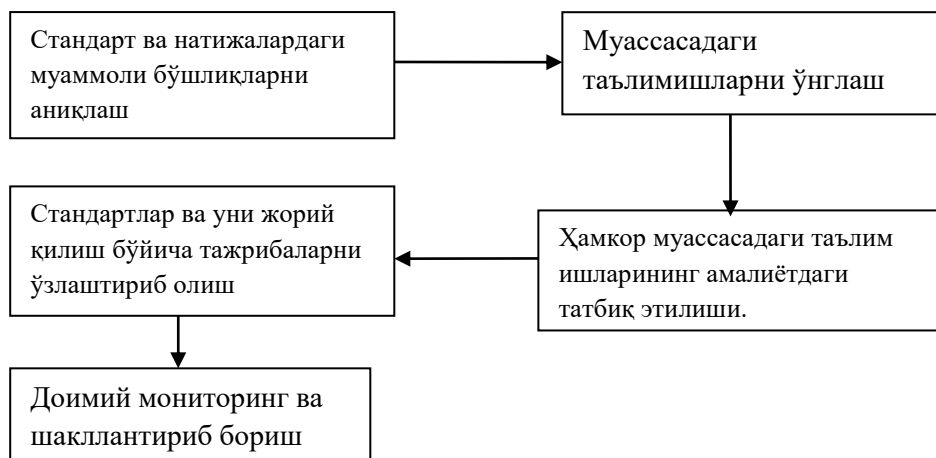 Стандарт ва натижалардаги
муаммоли бўшлиқларни
аниқлаш
Муассасадаги
таълимишларни ўнглаш
Ҳамкор муассасадаги таълим
ишларининг амалиётдаги
татбиқ этилиши.
Стандартлар ва уни жорий
қилиш бўйича тажрибаларни
ўзлаштириб олиш
Доимий мониторинг ва
шакллантириб бориш